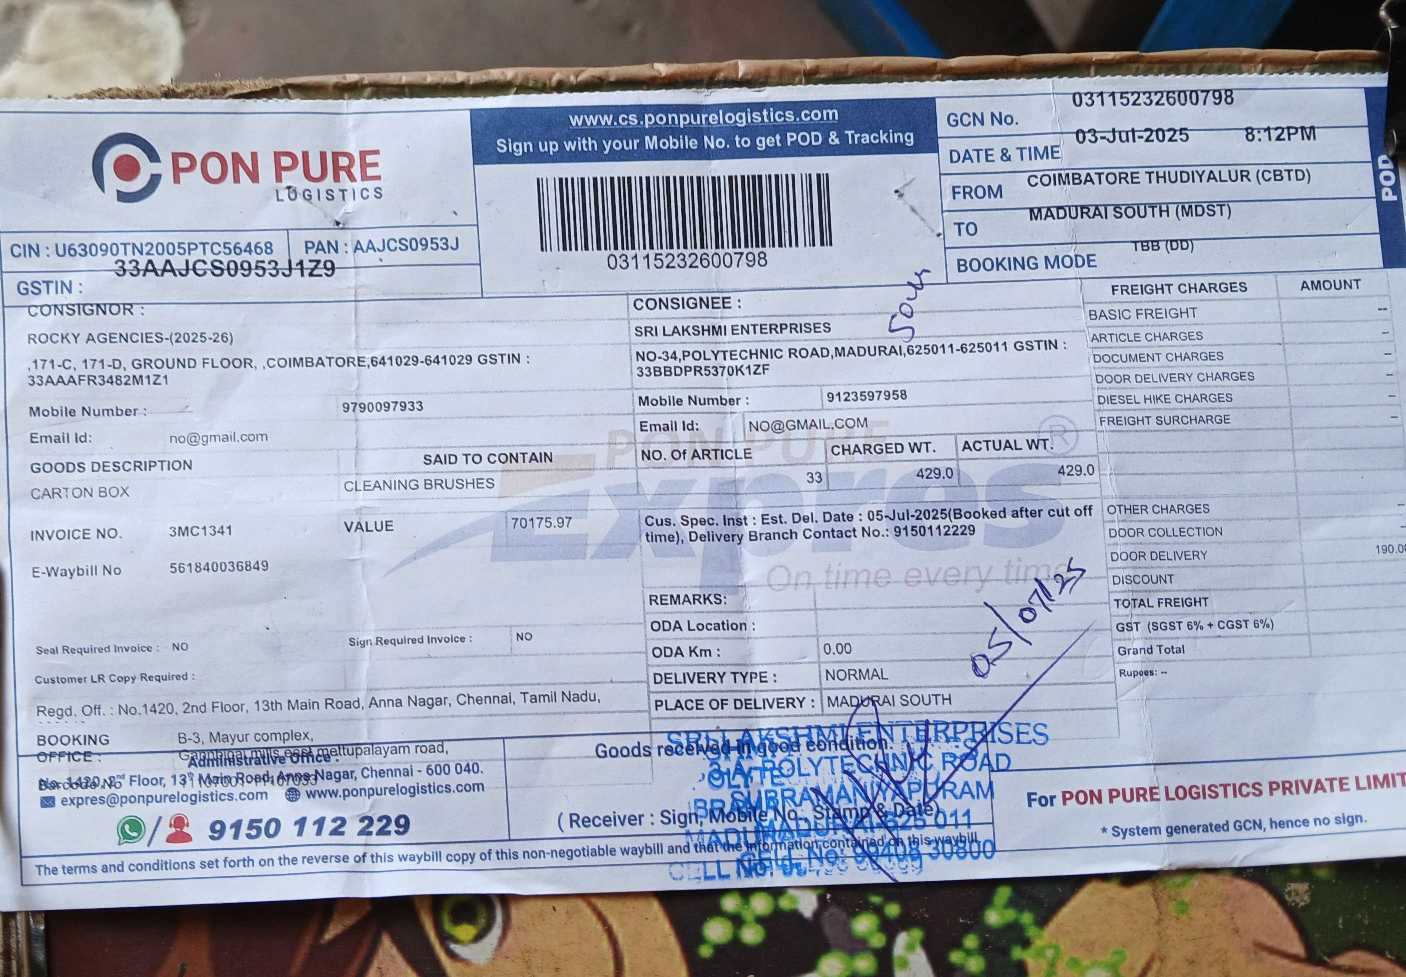 PON PURE
LOGISTICS
CIN : U63090TN2005PTC56468 PAN : AAJCS0953J
33AAJCS0953J1Z9
GSTIN :
www.cs.ponpurelogistics.com
Sign up with your Mobile No. to get POD & Tracking
03115232600798
GCN No. 03115232600798
DATE & TIME 03-Jul-2025 8:12PM
FROM COIMBATORE THUDIYALUR (CBTD)
TO MADURAI SOUTH (MDST)
BOOKING MODE TBB (DD)
POD
CONSIGNOR :
ROCKY AGENCIES-(2025-26)
,171-C, 171-D, GROUND FLOOR, ,COIMBATORE,641029-641029 GSTIN :
33AAAFR3482M1Z1
Mobile Number : 9790097933
Email Id: no@gmail.com
CONSIGNEE :
SRI LAKSHMI ENTERPRISES
NO-34,POLYTECHNIC ROAD,MADURAI,625011-625011 GSTIN :
33BBDPR5370K1ZF
Mobile Number : 9123597958
Email Id: NO@GMAIL.COM
GOODS DESCRIPTION SAID TO CONTAIN NO. Of ARTICLE CHARGED WT. ACTUAL WT.
CARTON BOX CLEANING BRUSHES 33 429.0 429.0
PON PURE
Expres ®
On time every time
INVOICE NO. 3MC1341 VALUE 70175.97
E-Waybill No 561840036849
Cus. Spec. Inst : Est. Del. Date : 05-Jul-2025(Booked after cut off
time), Delivery Branch Contact No.: 9150112229
REMARKS:
ODA Location :
ODA Km : 0.00
DELIVERY TYPE : NORMAL
PLACE OF DELIVERY : MADURAI SOUTH
05/07/25
Seal Required Invoice : NO Sign Required Invoice : NO
Customer LR Copy Required :
Regd. Off. : No.1420, 2nd Floor, 13th Main Road, Anna Nagar, Chennai, Tamil Nadu,
BOOKING
OFFICE :
B-3, Mayur complex,
mettupalayam road,
Administrative Office :
No. 1420, 2nd Floor, 13th Main Road, Anna Nagar, Chennai - 600 040.
expres@ponpurelogistics.com www.ponpurelogistics.com
/ 9150 112 229
FREIGHT CHARGES AMOUNT
BASIC FREIGHT --
ARTICLE CHARGES --
DOCUMENT CHARGES --
DOOR DELIVERY CHARGES --
DIESEL HIKE CHARGES --
FREIGHT SURCHARGE --
OTHER CHARGES --
DOOR COLLECTION --
DOOR DELIVERY
DISCOUNT
TOTAL FREIGHT
GST (SGST 6% + CGST 6%)
Grand Total
Rupees: --
Goods received in good condition.
( Receiver : Sign, Mobile No., Stamp & Date)
SRI LAKSHMI ENTERPRISES
POLYTECHNIC ROAD
For PON PURE LOGISTICS PRIVATE LIMIT
* System generated GCN, hence no sign.
The terms and conditions set forth on the reverse of this waybill copy of this non-negotiable waybill and that the information contained on this waybill